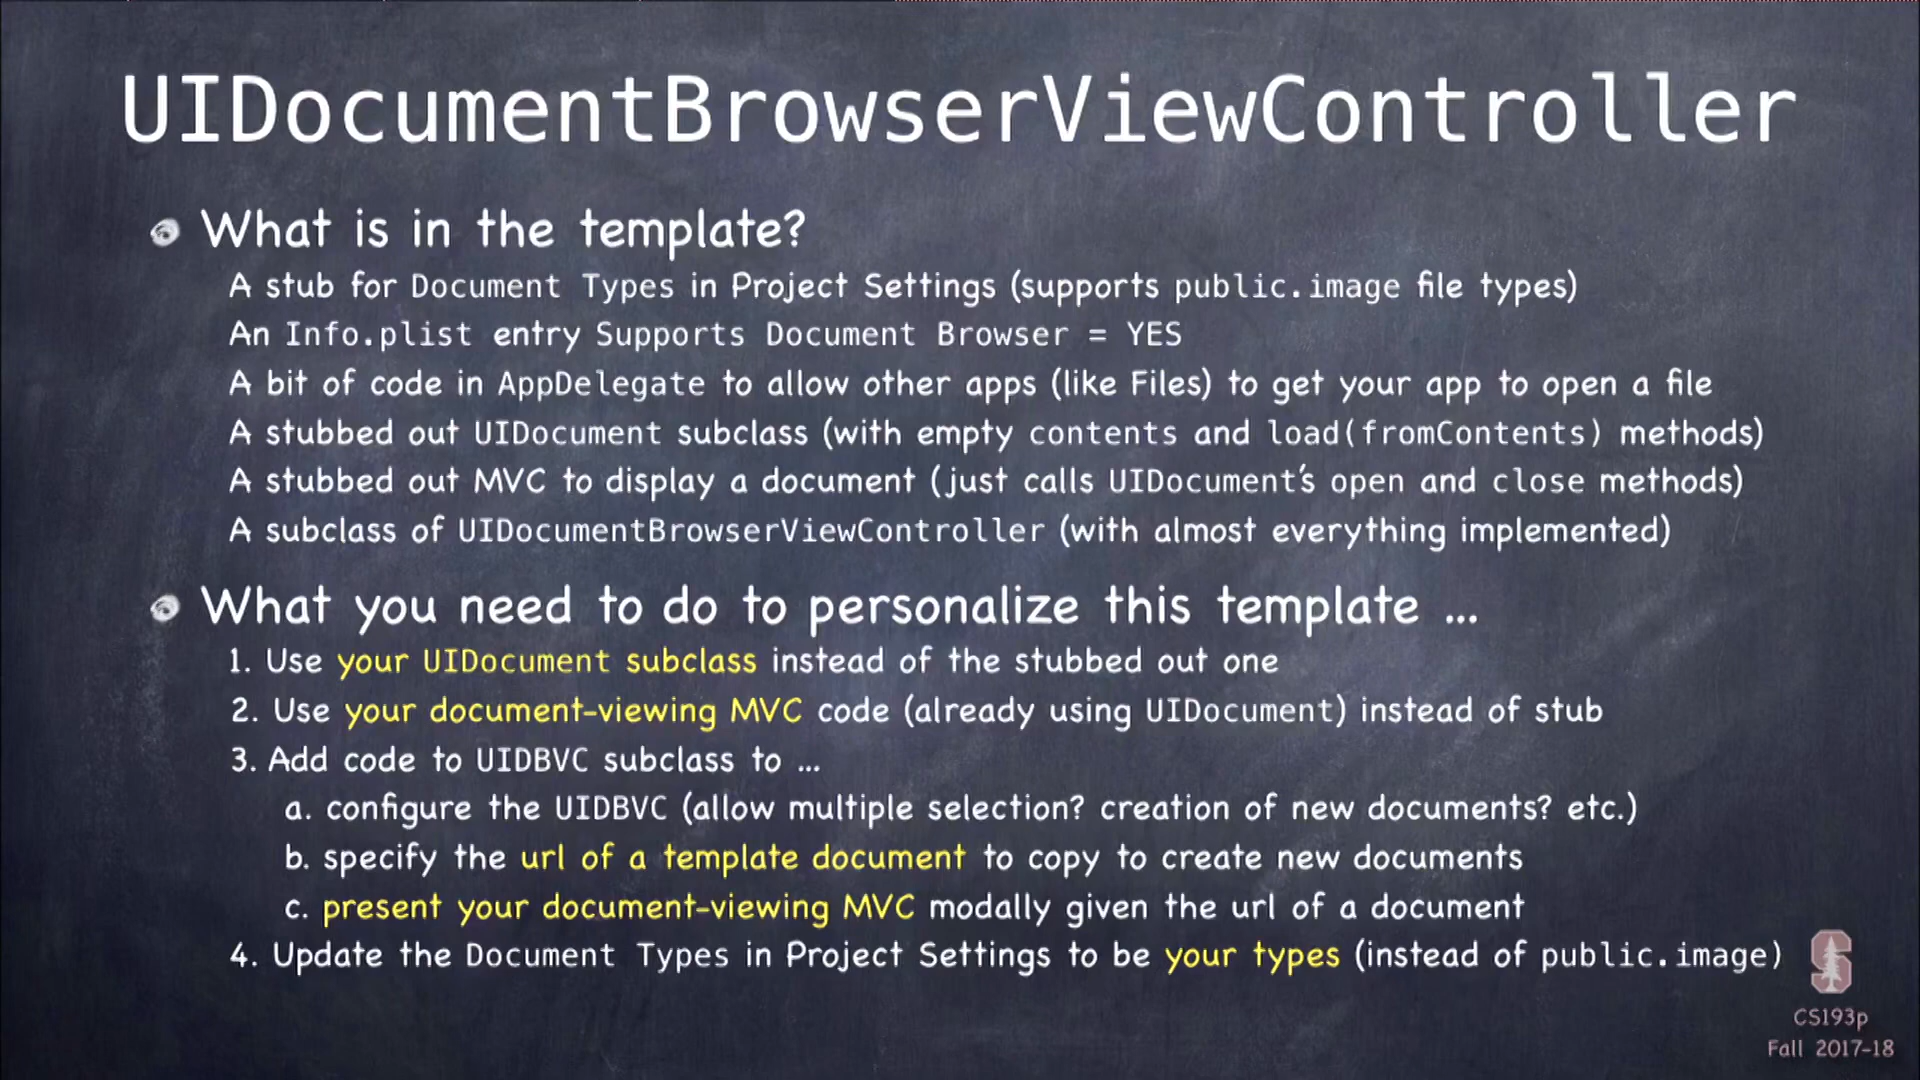 UIDocumentBrowserViewController
What is in the template?
A stub for Document Types in Project Settings (supports public.image file types)
An Info.plist entry Supports Document Browser = YES
A bit of code in AppDelegate to allow other apps (like Files) to get your app to open a file
A stubbed out UIDocument subclass (with empty contents and load(fromContents) methods)
A stubbed out MVC to display a document (just calls UIDocument’s open and close methods)
A subclass of UIDocumentBrowserViewController (with almost everything implemented)
What you need to do to personalize this template ...
1. Use your UIDocument subclass instead of the stubbed out one
2. Use your document-viewing MVC code (already using UIDocument) instead of stub
3. Add code to UIDBVC subclass to ...
a. configure the UIDBVC (allow multiple selection? creation of new documents? etc.)
b. specify the url of a template document to copy to create new documents
c. present your document-viewing MVC modally given the url of a document
4. Update the Document Types in Project Settings to be your types (instead of public.image)
S
CS193p
Fall 2017-18